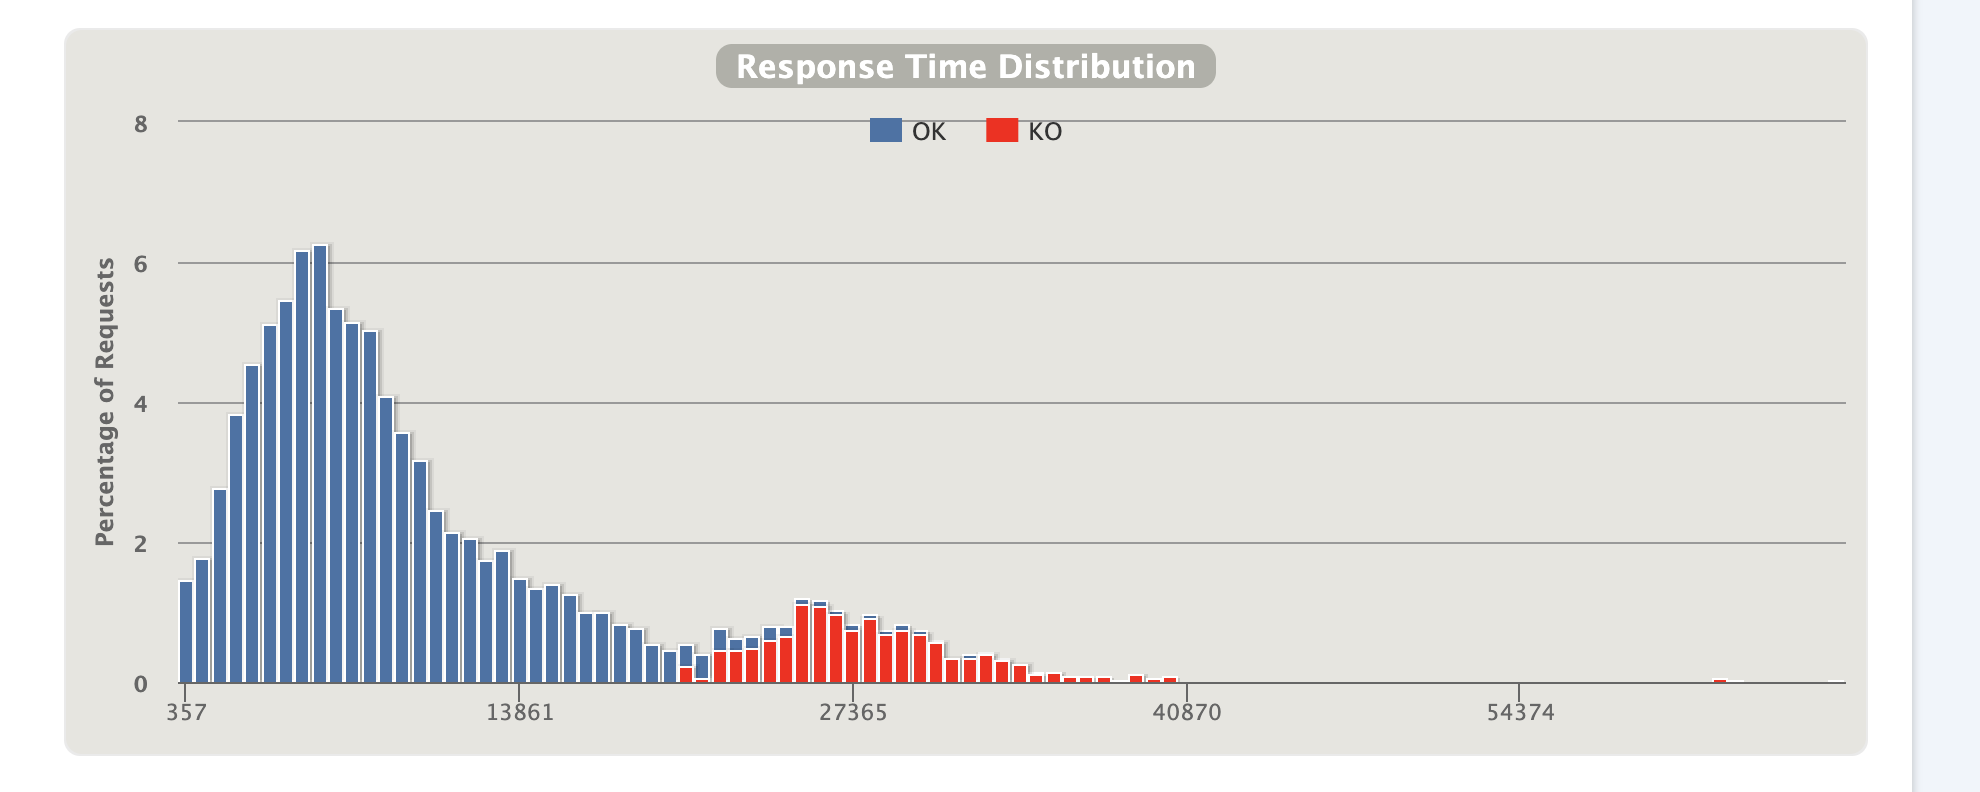 Response Time Distribution
OK KO
Percentage of Requests
8
6
4
2
0
357 13861 27365 40870 54374